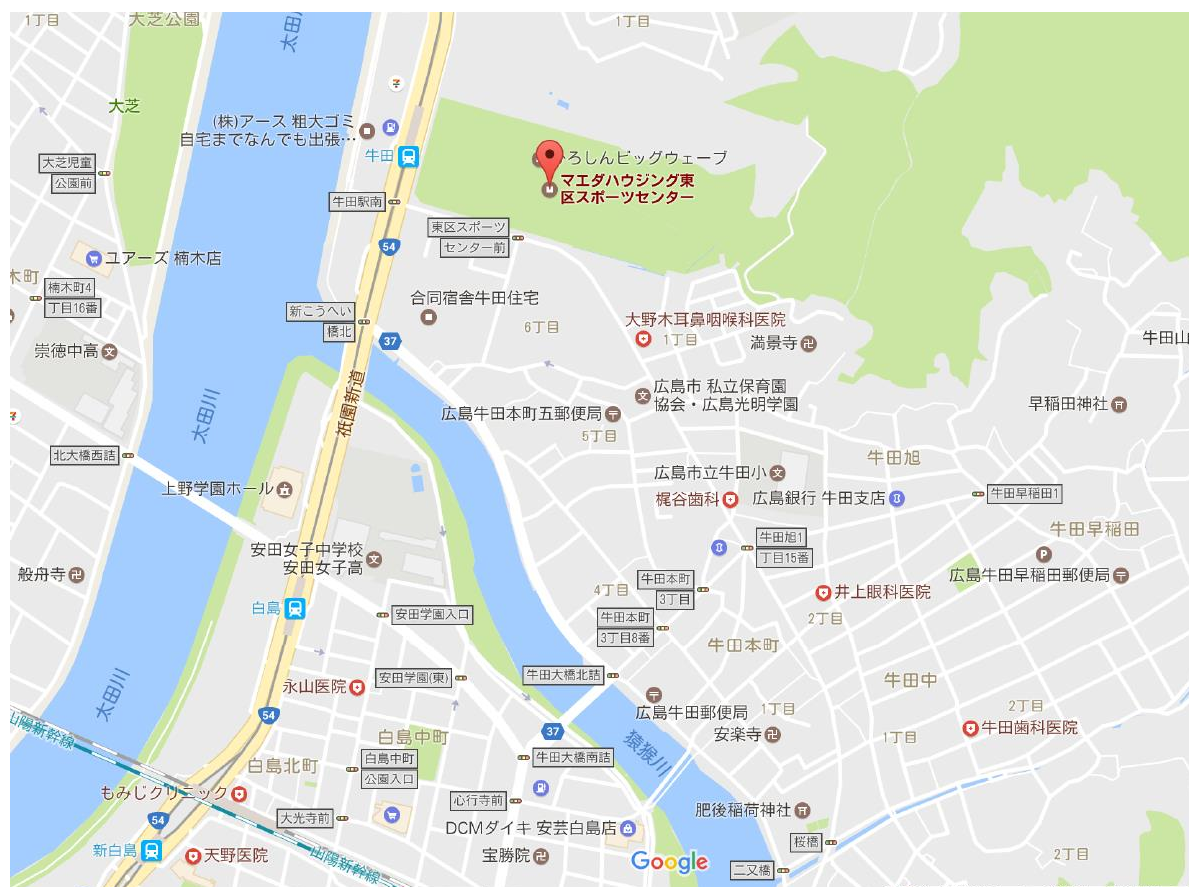 1丁目
大芝公園
太田川
1丁目
大芝
(株)アース 粗大ゴミ
自宅までなんでも出張…
牛田
ろしんビッグウェーブ
マエダハウジング東
区スポーツセンター
大芝児童
公園前
牛田駅南
東区スポーツ
センター前
54
ユアーズ 楠木店
木町
楠木町4
丁目16番
合同宿舎牛田住宅
新こうへい
橋北
37
6丁目
大野木耳鼻咽喉科医院
1丁目
満景寺
牛田山
崇徳中高
祇園新道
太田川
広島市 私立保育園
協会・広島光明学園
早稲田神社
広島牛田本町五郵便局
5丁目
北大橋西詰
牛田旭
広島市立牛田小
上野学園ホール
梶谷歯科
広島銀行 牛田支店
牛田早稲田1
牛田早稲田
安田女子中学校
安田女子高
牛田旭1
丁目15番
般舟寺
広島牛田早稲田郵便局
牛田本町
3丁目
4丁目
井上眼科医院
白島
安田学園入口
牛田本町
3丁目8番
2丁目
牛田本町
安田学園(東)
牛田大橋北詰
永山医院
牛田中
太田川
山陽新幹線
54
広島牛田郵便局
1丁目
2丁目
37
安楽寺
牛田歯科医院
白島中町
猿猴川
1丁目
白島北町
白島中町
公園入口
牛田大橋南詰
もみじクリニック
心行寺前
肥後稲荷神社
54
大光寺前
DCMダイキ 安芸白島店
桜橋
新白島
天野医院
山陽新幹線
宝勝院
Google
二又橋
2丁目